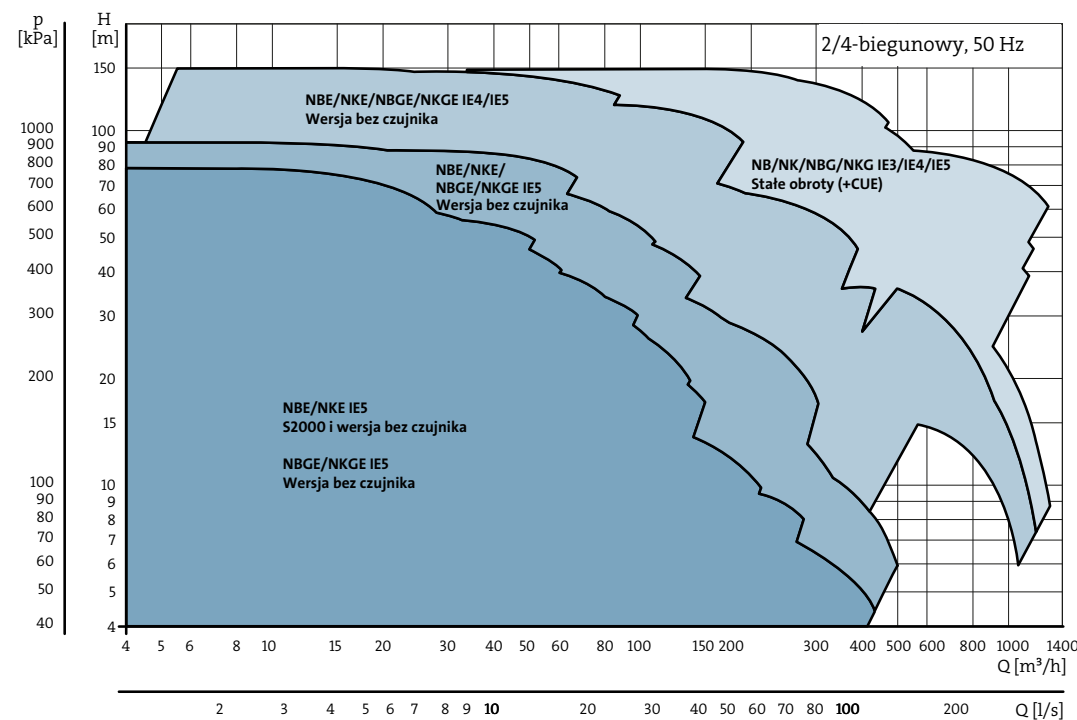 p
[kPa]
H
[m]
2/4-biegunowy, 50 Hz
150
100
90
80
70
60
50
40
30
20
15
10
9
8
7
6
5
4
1000
900
800
700
600
500
400
300
200
100
90
80
70
60
50
40
NBE/NKE/NBGE/NKGE IE4/IE5
Wersja bez czujnika
NBE/NKE/
NBGE/NKGE IE5
Wersja bez czujnika
NB/NK/NBG/NKG IE3/IE4/IE5
Stałe obroty (+CUE)
NBE/NKE IE5
S2000 i wersja bez czujnika
NBGE/NKGE IE5
Wersja bez czujnika
4 5 6 8 10 15 20 30 40 50 60 80 100 150 200 300 400 500 600 800 1000 1400
Q [m³/h]
2 3 4 5 6 7 8 9 10 20 30 40 50 60 70 80 100 200 Q [l/s]